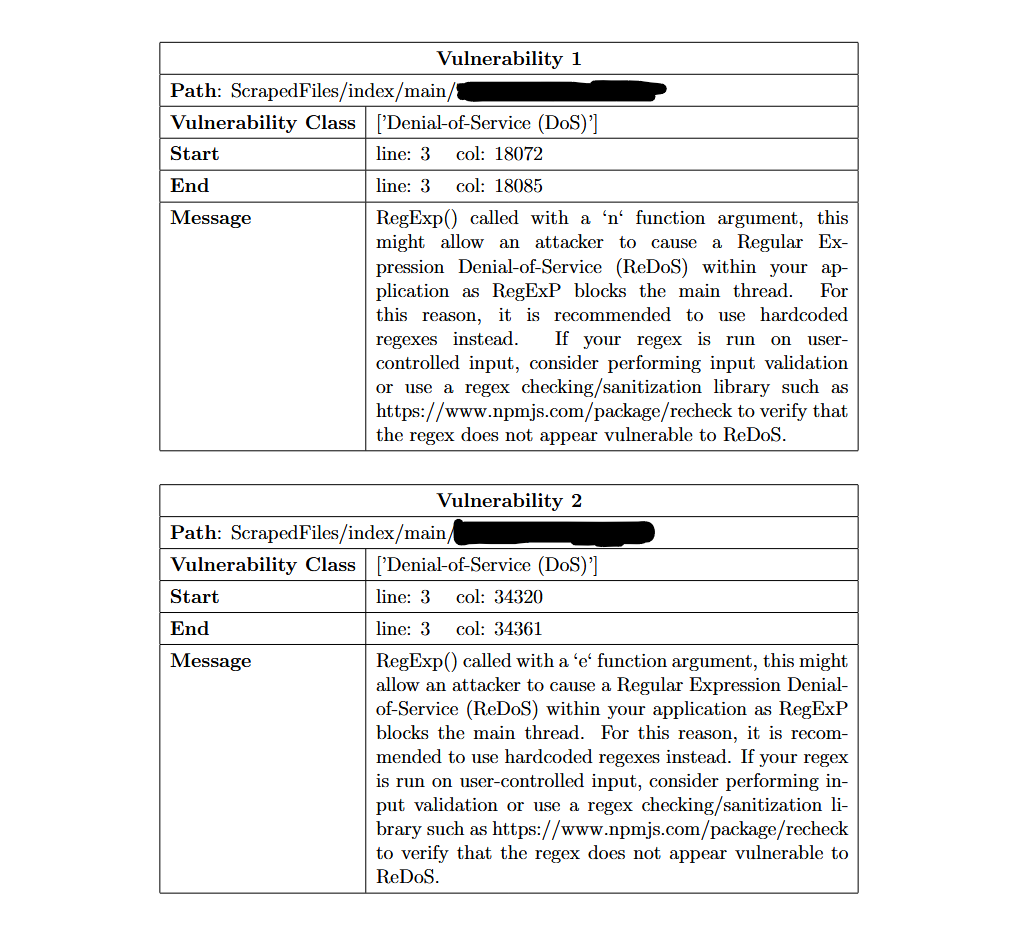 Vulnerability 1
Path: ScrapedFiles/index/main/
Vulnerability Class ['Denial-of-Service (DoS)']
Start line: 3 col: 18072
End line: 3 col: 18085
Message RegExp() called with a ‘n‘ function argument, this
might allow an attacker to cause a Regular Ex-
pression Denial-of-Service (ReDoS) within your ap-
plication as RegExP blocks the main thread. For
this reason, it is recommended to use hardcoded
regexes instead. If your regex is run on user-
controlled input, consider performing input validation
or use a regex checking/sanitization library such as
https://www.npmjs.com/package/recheck to verify that
the regex does not appear vulnerable to ReDoS.
Vulnerability 2
Path: ScrapedFiles/index/main/
Vulnerability Class ['Denial-of-Service (DoS)']
Start line: 3 col: 34320
End line: 3 col: 34361
Message RegExp() called with a ‘e‘ function argument, this might
allow an attacker to cause a Regular Expression Denial-
of-Service (ReDoS) within your application as RegExP
blocks the main thread. For this reason, it is recom-
mended to use hardcoded regexes instead. If your regex
is run on user-controlled input, consider performing in-
put validation or use a regex checking/sanitization li-
brary such as https://www.npmjs.com/package/recheck
to verify that the regex does not appear vulnerable to
ReDoS.